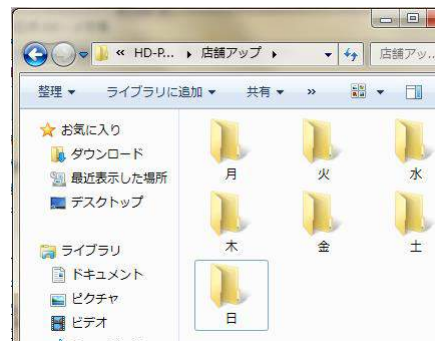 « HD-P... ▸ 店舗アップ ▸
店舗アッ...
整理 ▼ ライブラリに追加 ▼ 共有 ▼ »
お気に入り
ダウンロード
最近表示した場所
デスクトップ
ライブラリ
ドキュメント
ピクチャ
ビデオ
月 火 水
木 金 土
日